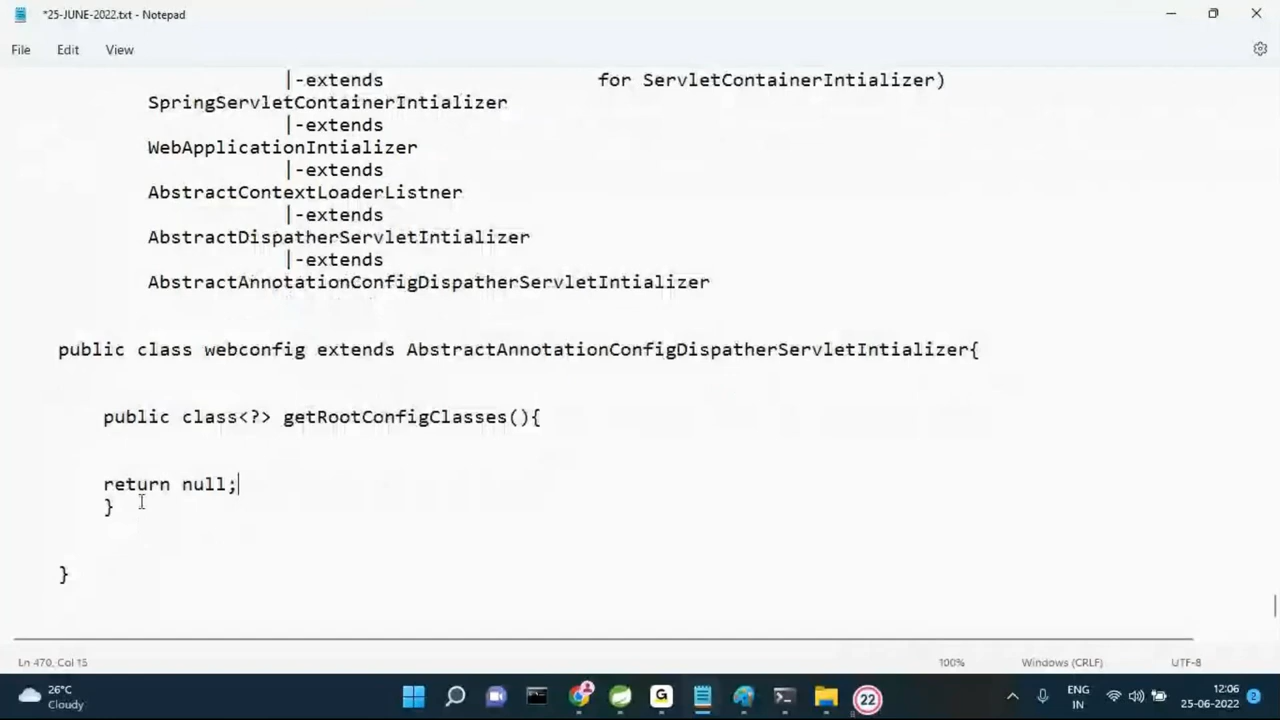 *25-JUNE-2022.txt - Notepad
File Edit View
|-extends for ServletContainerIntializer)
SpringServletContainerIntializer
|-extends
WebApplicationIntializer
|-extends
AbstractContextLoaderListner
|-extends
AbstractDispatherServletIntializer
|-extends
AbstractAnnotationConfigDispatherServletIntializer
public class webconfig extends AbstractAnnotationConfigDispatherServletIntializer{
public class<?> getRootConfigClasses(){
return null;
}
}
Ln 470, Col 15 100% Windows (CRLF) UTF-8
26°C
Cloudy
G
22
ENG
IN
12:06
25-06-2022
2